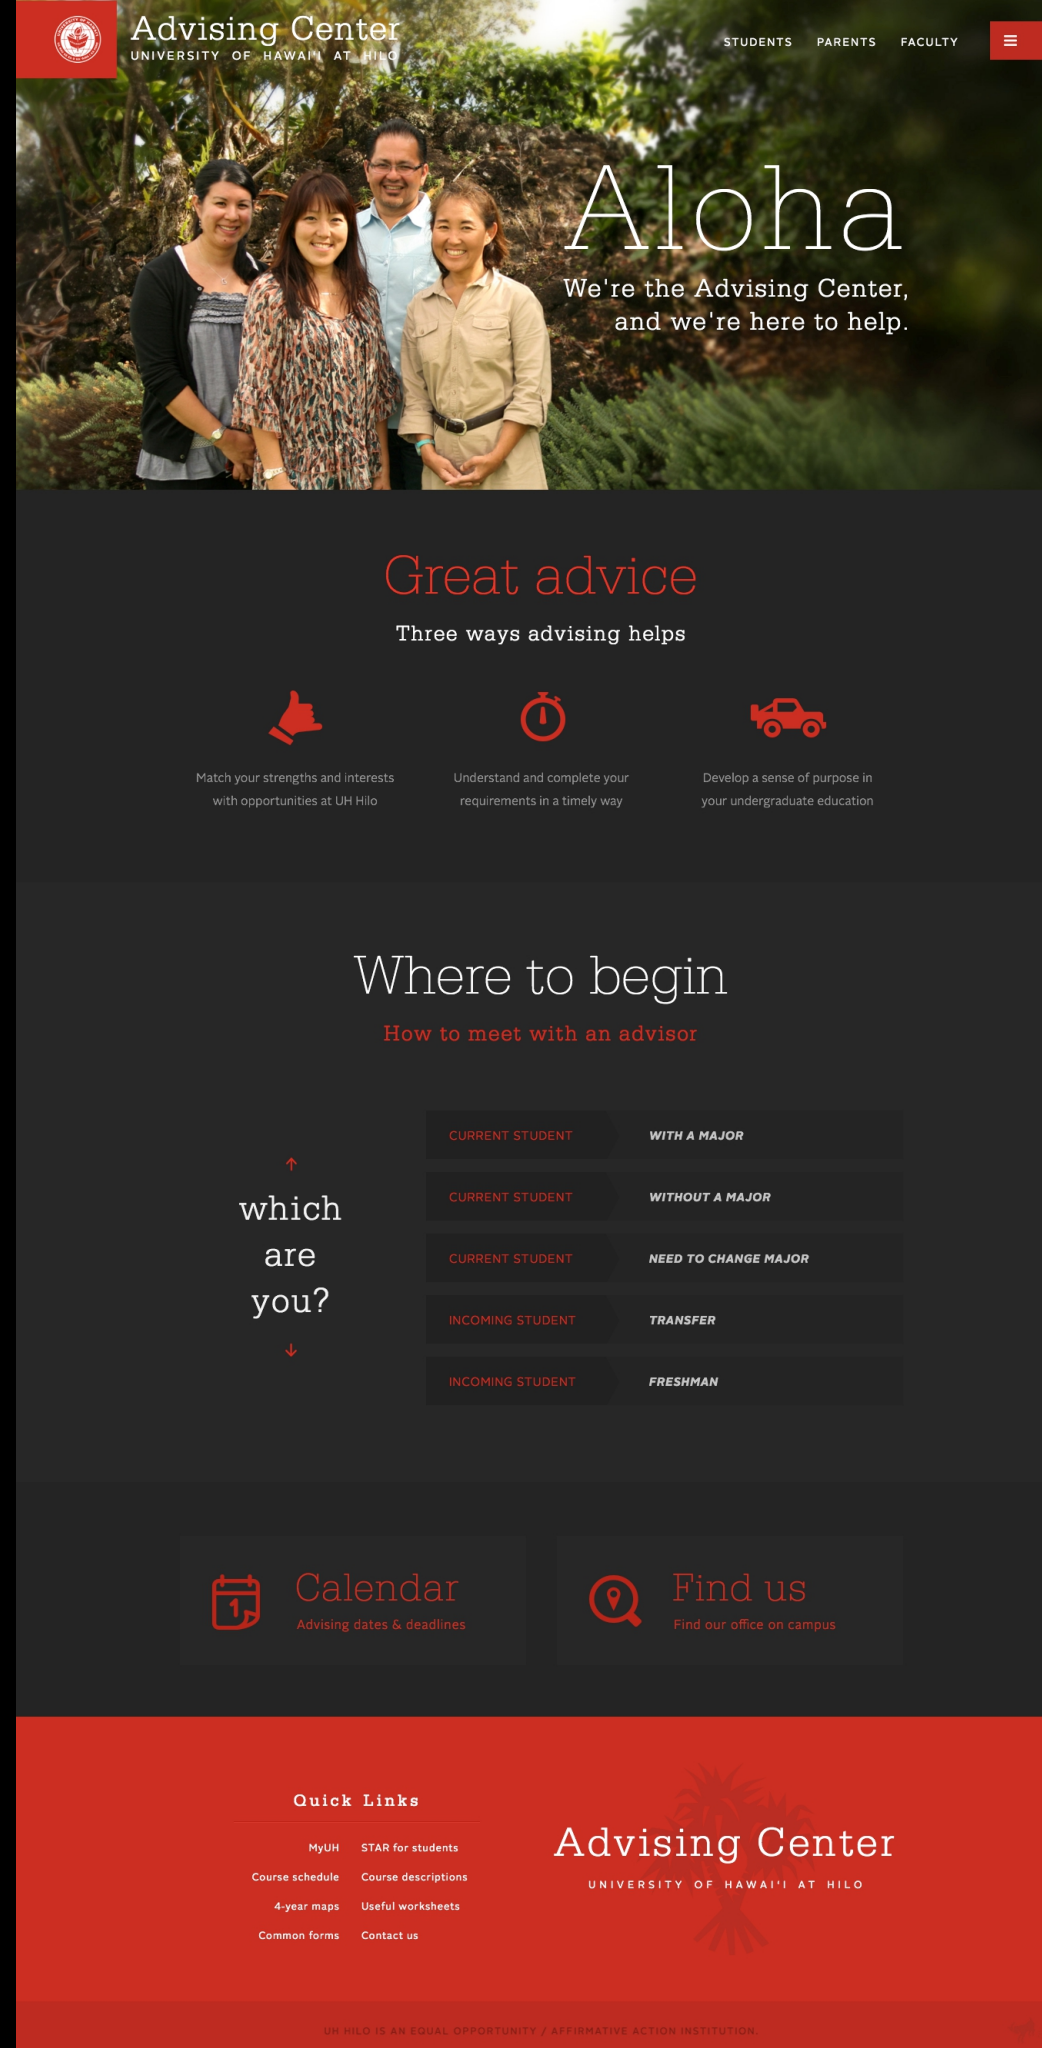 Advising Center
UNIVERSITY OF HAWAI'I AT HILO
STUDENTS PARENTS FACULTY
Aloha
We're the Advising Center,
and we're here to help.
Great advice
Three ways advising helps
Match your strengths and interests
with opportunities at UH Hilo
Understand and complete your
requirements in a timely way
Develop a sense of purpose in
your undergraduate education
Where to begin
How to meet with an advisor
which
are
you?
CURRENT STUDENT WITH A MAJOR
CURRENT STUDENT WITHOUT A MAJOR
CURRENT STUDENT NEED TO CHANGE MAJOR
INCOMING STUDENT TRANSFER
INCOMING STUDENT FRESHMAN
1
Calendar
Advising dates & deadlines
Find us
Find our office on campus
Quick Links
MyUH STAR for students
Course schedule Course descriptions
4-year maps Useful worksheets
Common forms Contact us
Advising Center
UNIVERSITY OF HAWAI'I AT HILO
UH HILO IS AN EQUAL OPPORTUNITY / AFFIRMATIVE ACTION INSTITUTION.